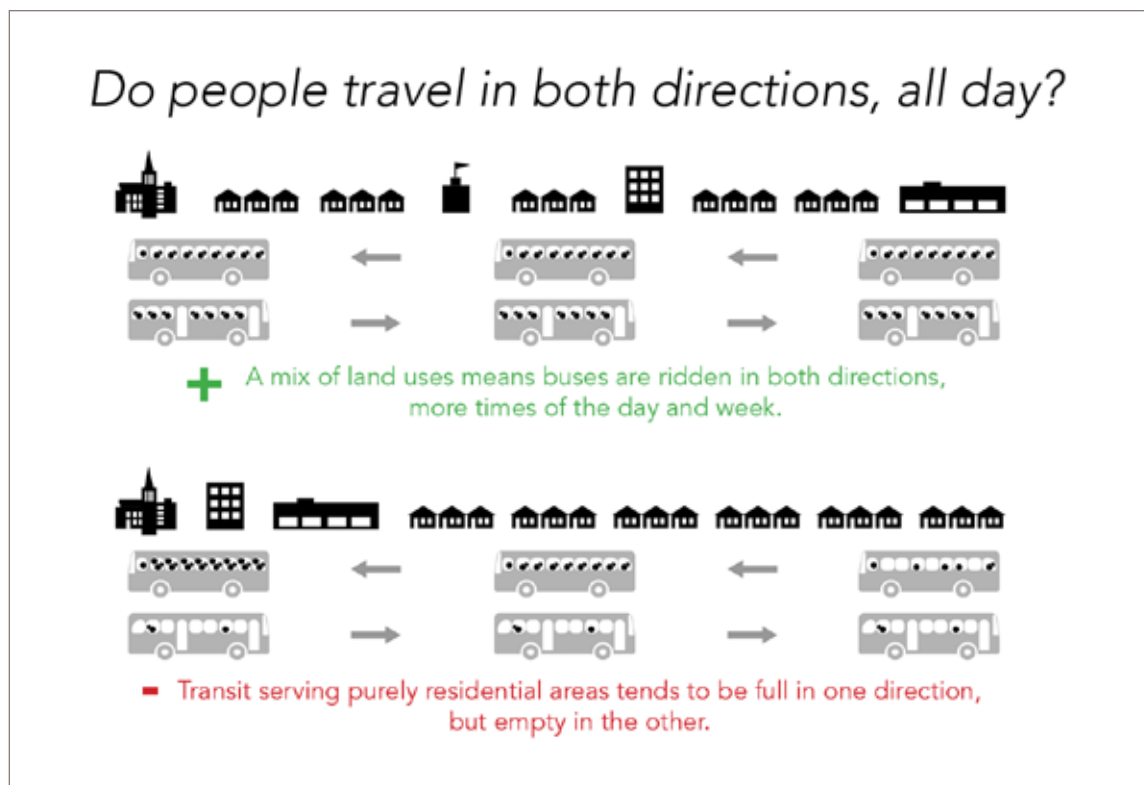 Do people travel in both directions, all day?
+ A mix of land uses means buses are ridden in both directions,
more times of the day and week.
- Transit serving purely residential areas tends to be full in one direction,
but empty in the other.